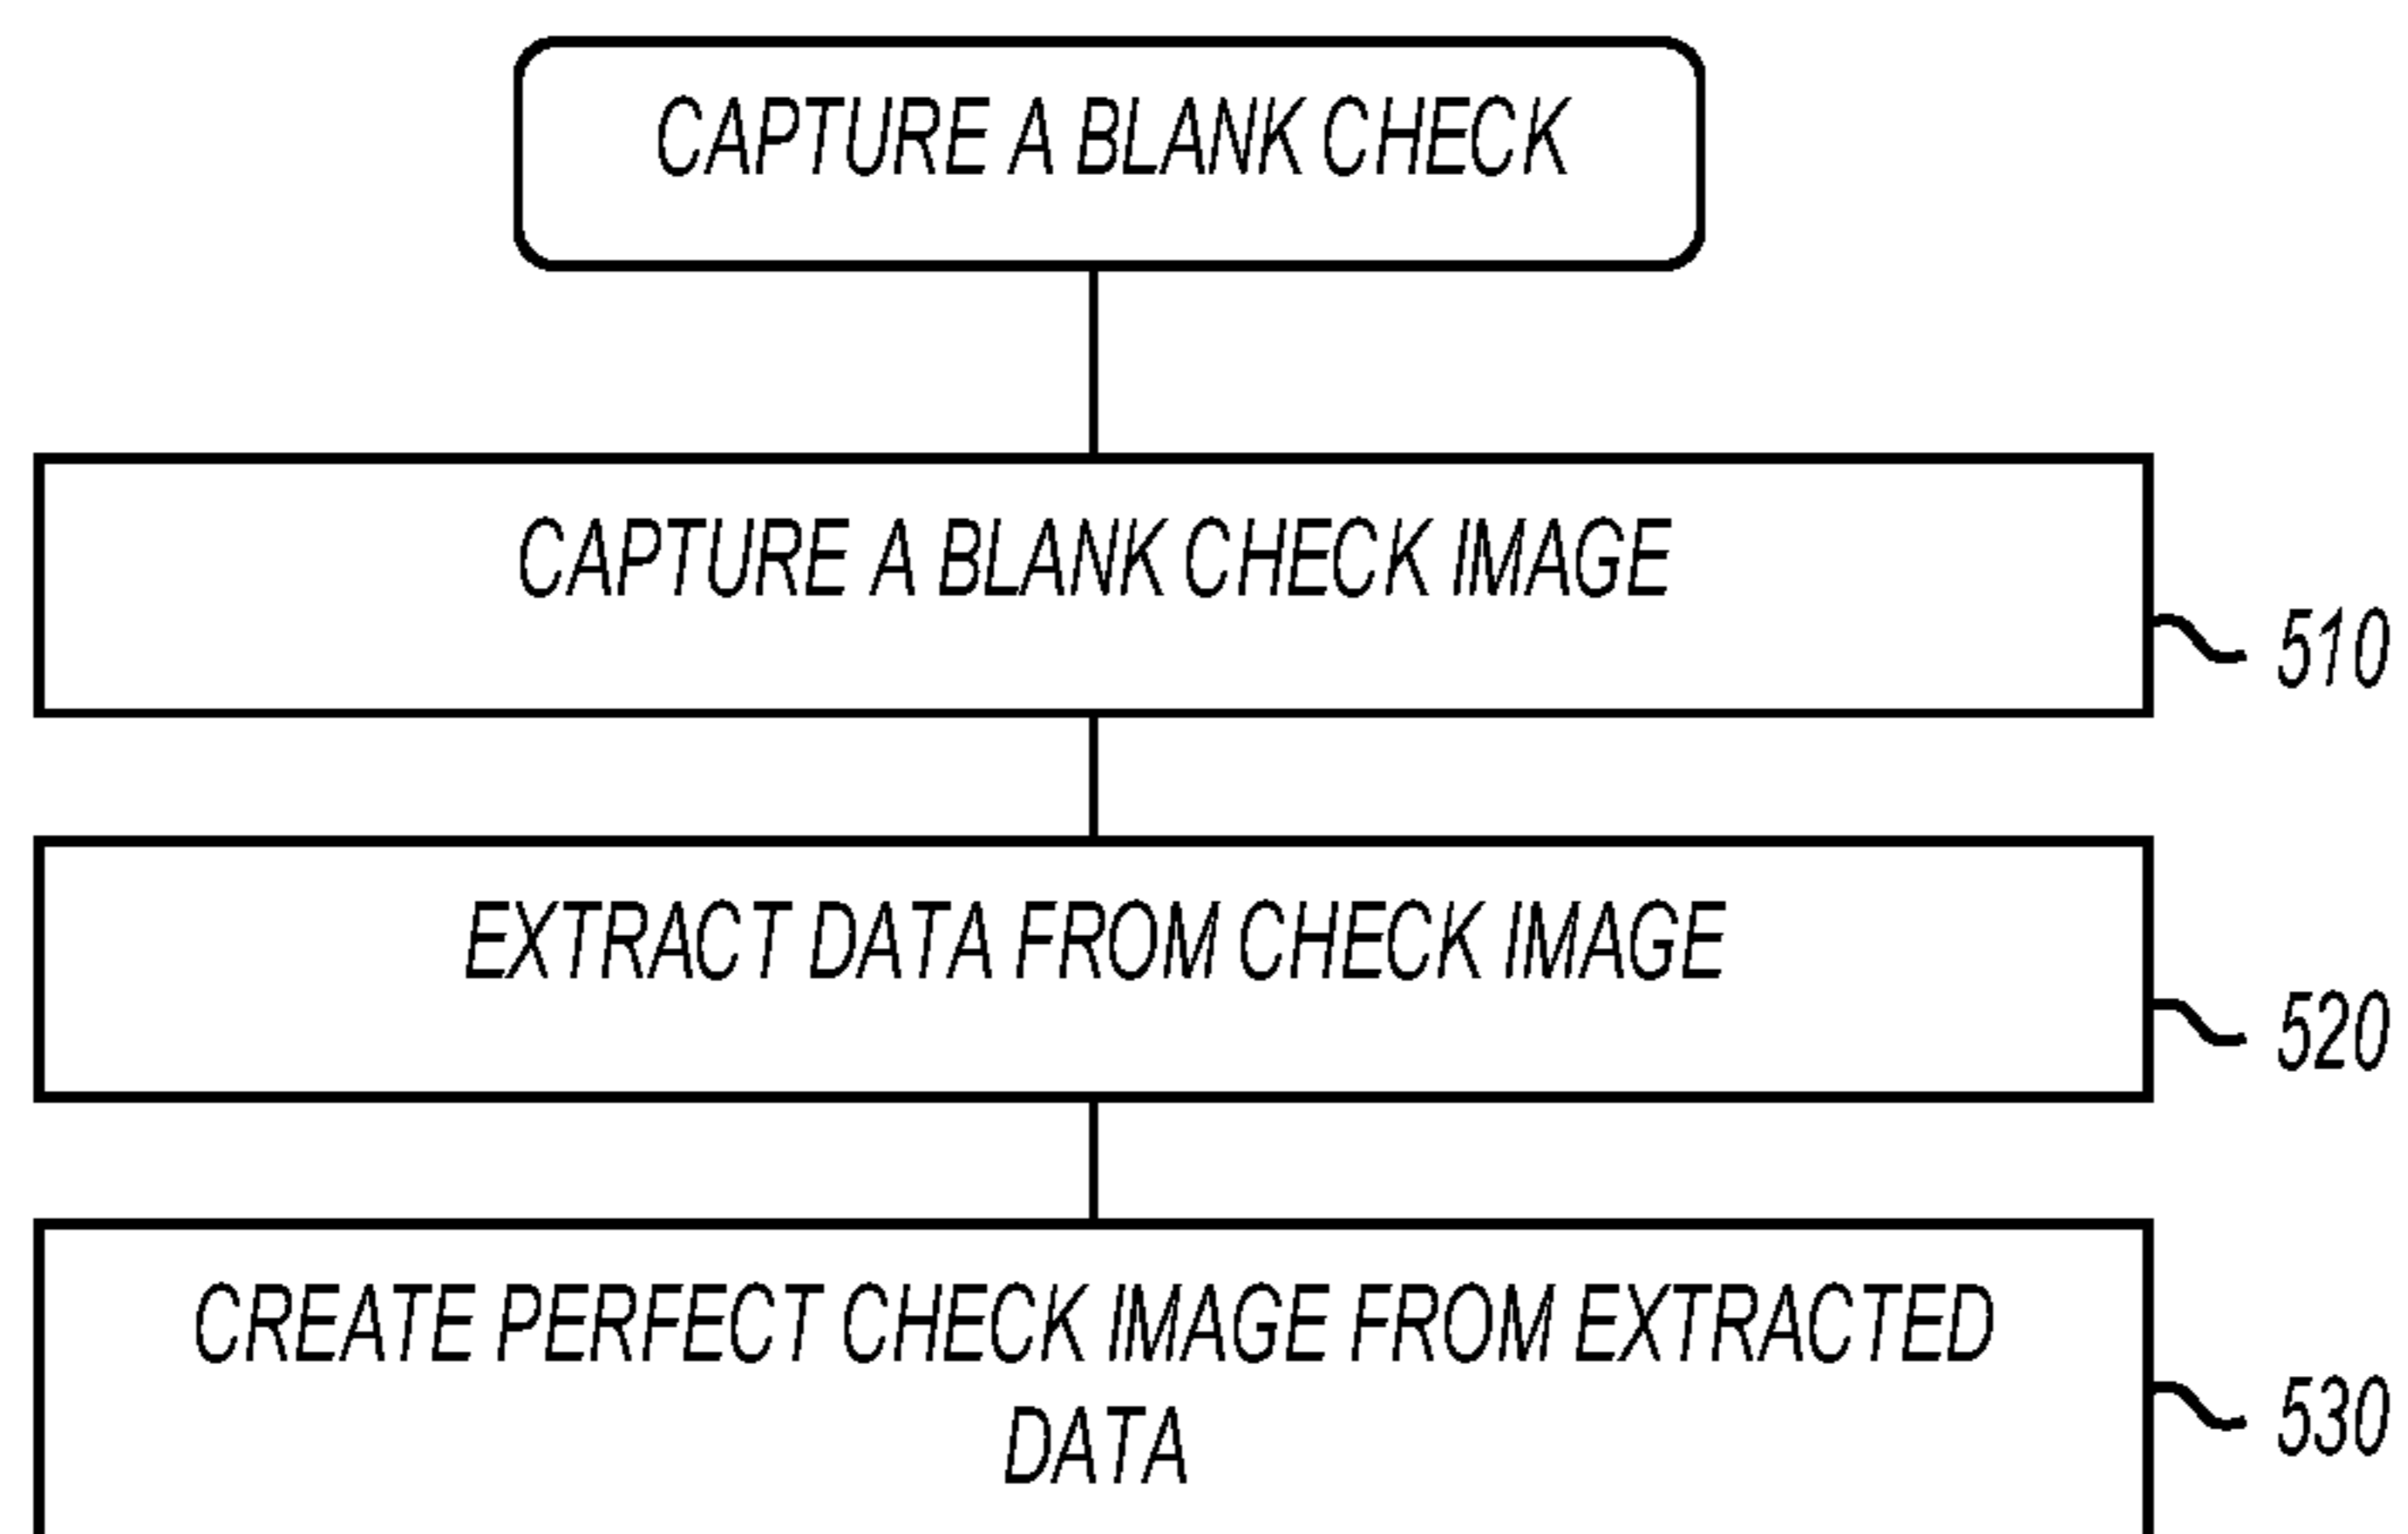 CAPTURE A BLANK CHECK
CAPTURE A BLANK CHECK IMAGE
510
EXTRACT DATA FROM CHECK IMAGE
520
CREATE PERFECT CHECK IMAGE FROM EXTRACTED
DATA
530